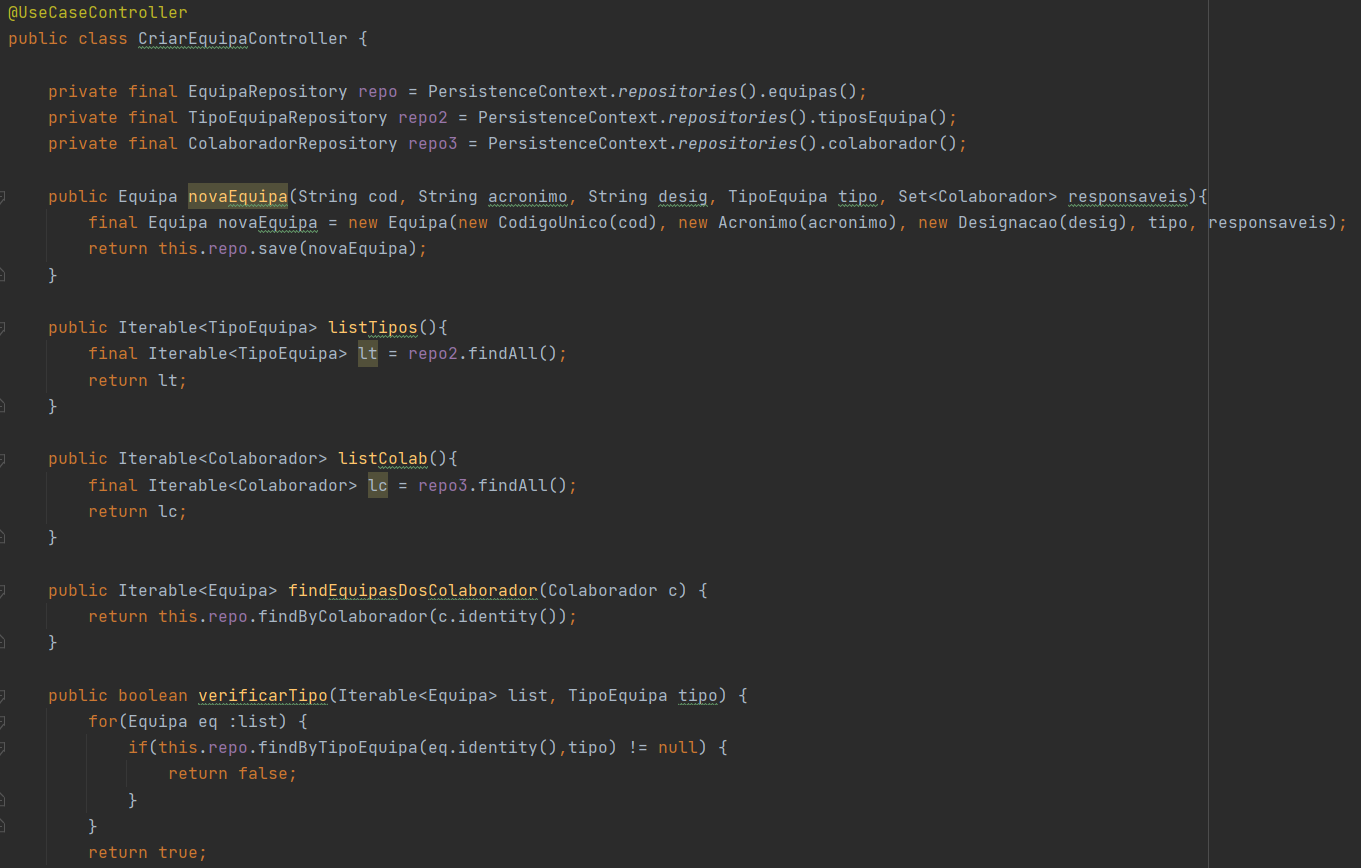 @UseCaseController
public class CriarEquipaController {
private final EquipaRepository repo = PersistenceContext.repositories().equipas();
private final TipoEquipaRepository repo2 = PersistenceContext.repositories().tiposEquipa();
private final ColaboradorRepository repo3 = PersistenceContext.repositories().colaborador();
public Equipa novaEquipa(String cod, String acronimo, String desig, TipoEquipa tipo, Set<Colaborador> responsaveis){
final Equipa novaEquipa = new Equipa(new CodigoUnico(cod), new Acronimo(acronimo), new Designacao(desig), tipo, responsaveis);
return this.repo.save(novaEquipa);
}
public Iterable<TipoEquipa> listTipos(){
final Iterable<TipoEquipa> lt = repo2.findAll();
return lt;
}
public Iterable<Colaborador> listColab(){
final Iterable<Colaborador> lc = repo3.findAll();
return lc;
}
public Iterable<Equipa> findEquipasDosColaborador(Colaborador c) {
return this.repo.findByColaborador(c.identity());
}
public boolean verificarTipo(Iterable<Equipa> list, TipoEquipa tipo) {
for(Equipa eq :list) {
if(this.repo.findByTipoEquipa(eq.identity(),tipo) != null) {
return false;
}
}
return true;